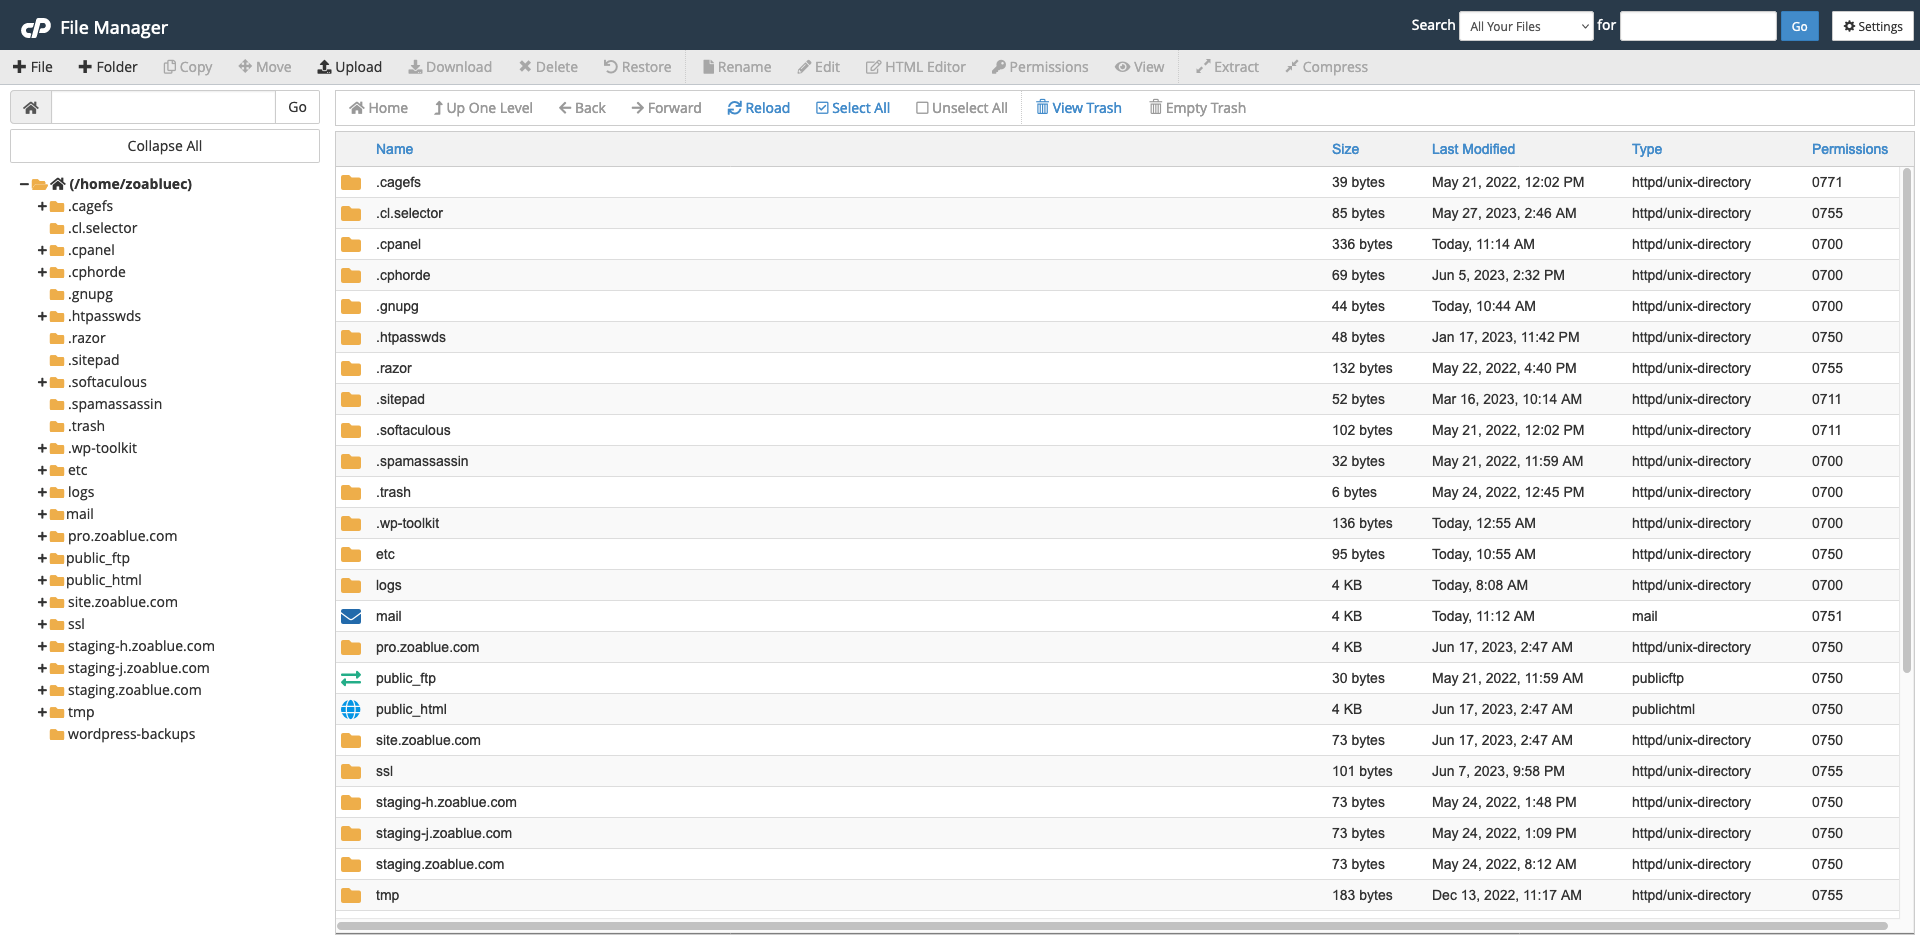 cP File Manager Search All Your Files for Go Settings
File Folder Copy Move Upload Download Delete Restore Rename Edit HTML Editor Permissions View Extract Compress
Go Home Up One Level Back Forward Reload Select All Unselect All View Trash Empty Trash
Collapse All
(/home/zoabluec)
.cagefs
.cl.selector
.cpanel
.cphorde
.gnupg
.htpasswds
.razor
.sitepad
.softaculous
.spamassassin
.trash
.wp-toolkit
etc
logs
mail
pro.zoablue.com
public_ftp
public_html
site.zoablue.com
ssl
staging-h.zoablue.com
staging-j.zoablue.com
staging.zoablue.com
tmp
wordpress-backups
Name Size Last Modified Type Permissions
.cagefs 39 bytes May 21, 2022, 12:02 PM httpd/unix-directory 0771
.cl.selector 85 bytes May 27, 2023, 2:46 AM httpd/unix-directory 0755
.cpanel 336 bytes Today, 11:14 AM httpd/unix-directory 0700
.cphorde 69 bytes Jun 5, 2023, 2:32 PM httpd/unix-directory 0700
.gnupg 44 bytes Today, 10:44 AM httpd/unix-directory 0700
.htpasswds 48 bytes Jan 17, 2023, 11:42 PM httpd/unix-directory 0750
.razor 132 bytes May 22, 2022, 4:40 PM httpd/unix-directory 0755
.sitepad 52 bytes Mar 16, 2023, 10:14 AM httpd/unix-directory 0711
.softaculous 102 bytes May 21, 2022, 12:02 PM httpd/unix-directory 0711
.spamassassin 32 bytes May 21, 2022, 11:59 AM httpd/unix-directory 0700
.trash 6 bytes May 24, 2022, 12:45 PM httpd/unix-directory 0700
.wp-toolkit 136 bytes Today, 12:55 AM httpd/unix-directory 0700
etc 95 bytes Today, 10:55 AM httpd/unix-directory 0750
logs 4 KB Today, 8:08 AM httpd/unix-directory 0700
mail 4 KB Today, 11:12 AM mail 0751
pro.zoablue.com 4 KB Jun 17, 2023, 2:47 AM httpd/unix-directory 0750
public_ftp 30 bytes May 21, 2022, 11:59 AM publicftp 0750
public_html 4 KB Jun 17, 2023, 2:47 AM publichtml 0750
site.zoablue.com 73 bytes Jun 17, 2023, 2:47 AM httpd/unix-directory 0750
ssl 101 bytes Jun 7, 2023, 9:58 PM httpd/unix-directory 0755
staging-h.zoablue.com 73 bytes May 24, 2022, 1:48 PM httpd/unix-directory 0750
staging-j.zoablue.com 73 bytes May 24, 2022, 1:09 PM httpd/unix-directory 0750
staging.zoablue.com 73 bytes May 24, 2022, 8:12 AM httpd/unix-directory 0750
tmp 183 bytes Dec 13, 2022, 11:17 AM httpd/unix-directory 0755